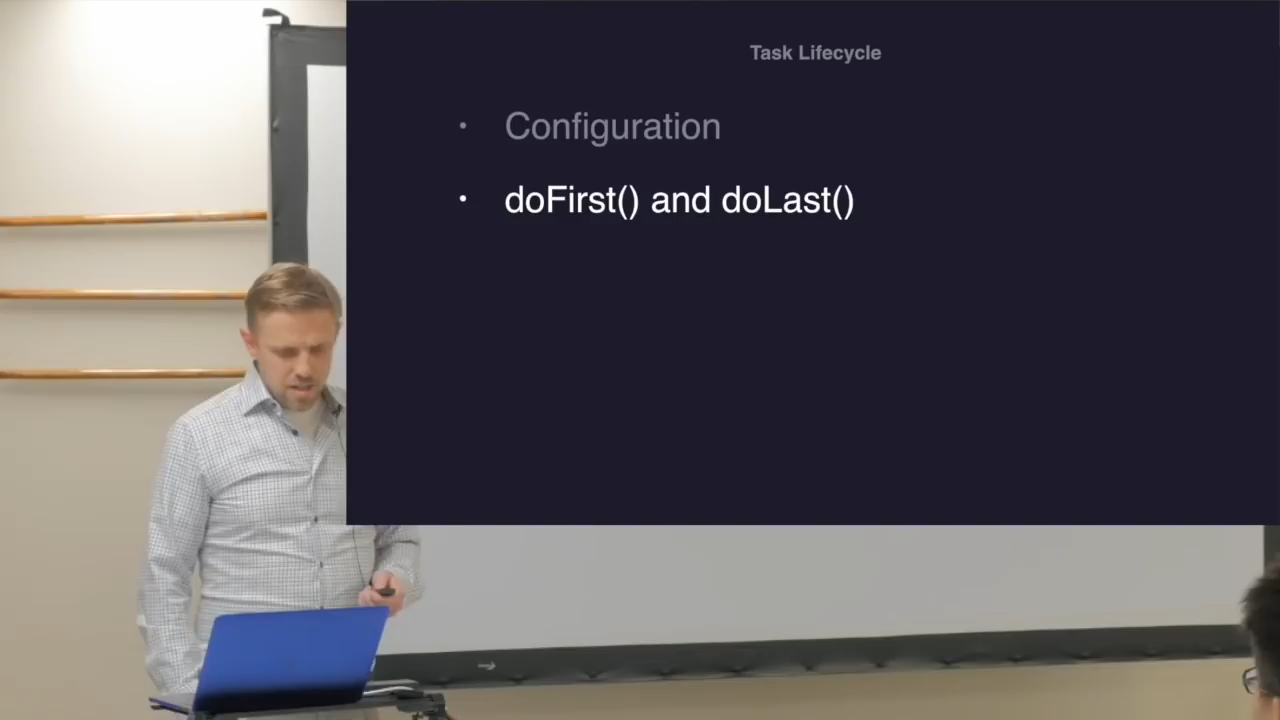 Task Lifecycle
• Configuration
• doFirst() and doLast()